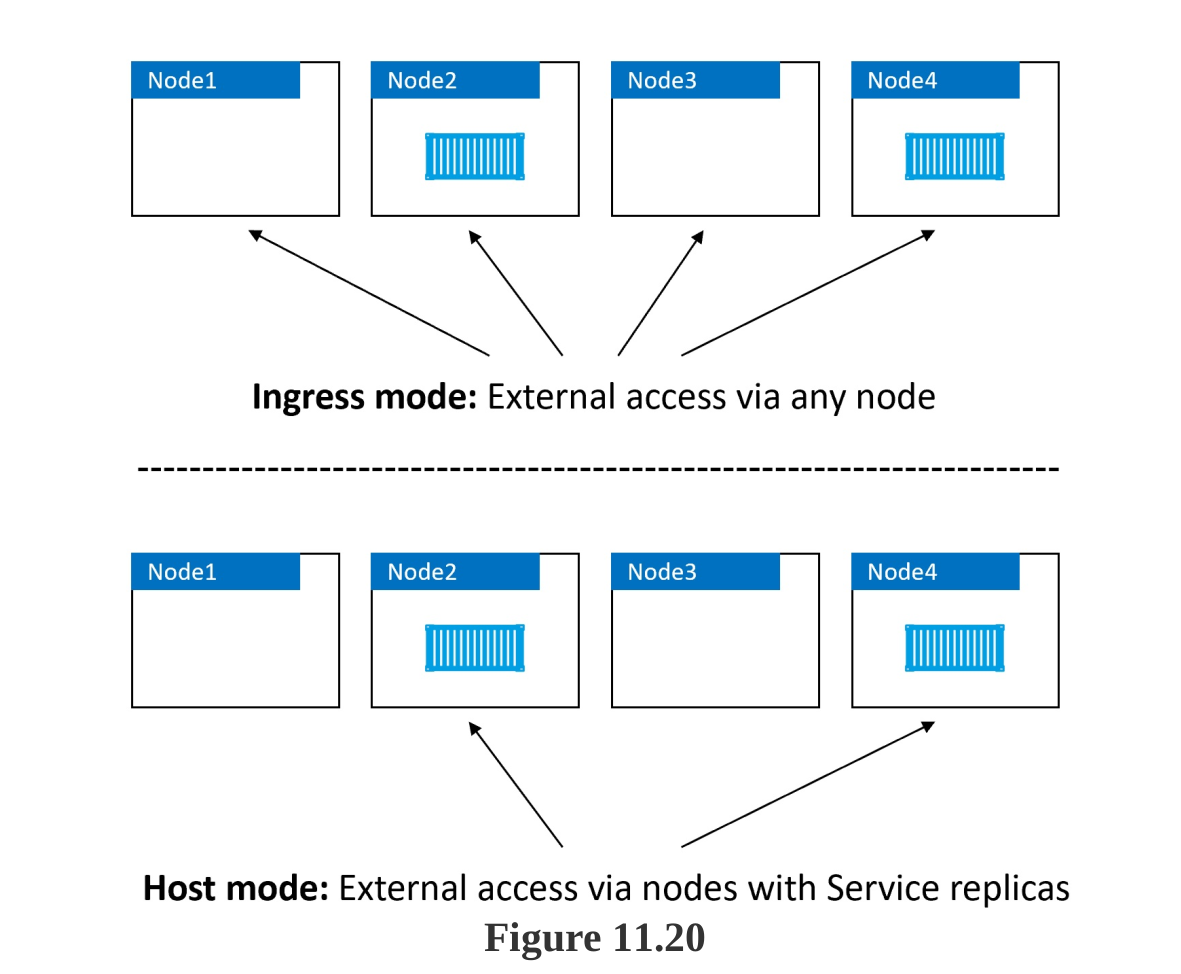 Node1 Node2 Node3 Node4
Ingress mode: External access via any node
Node1 Node2 Node3 Node4
Host mode: External access via nodes with Service replicas
Figure 11.20